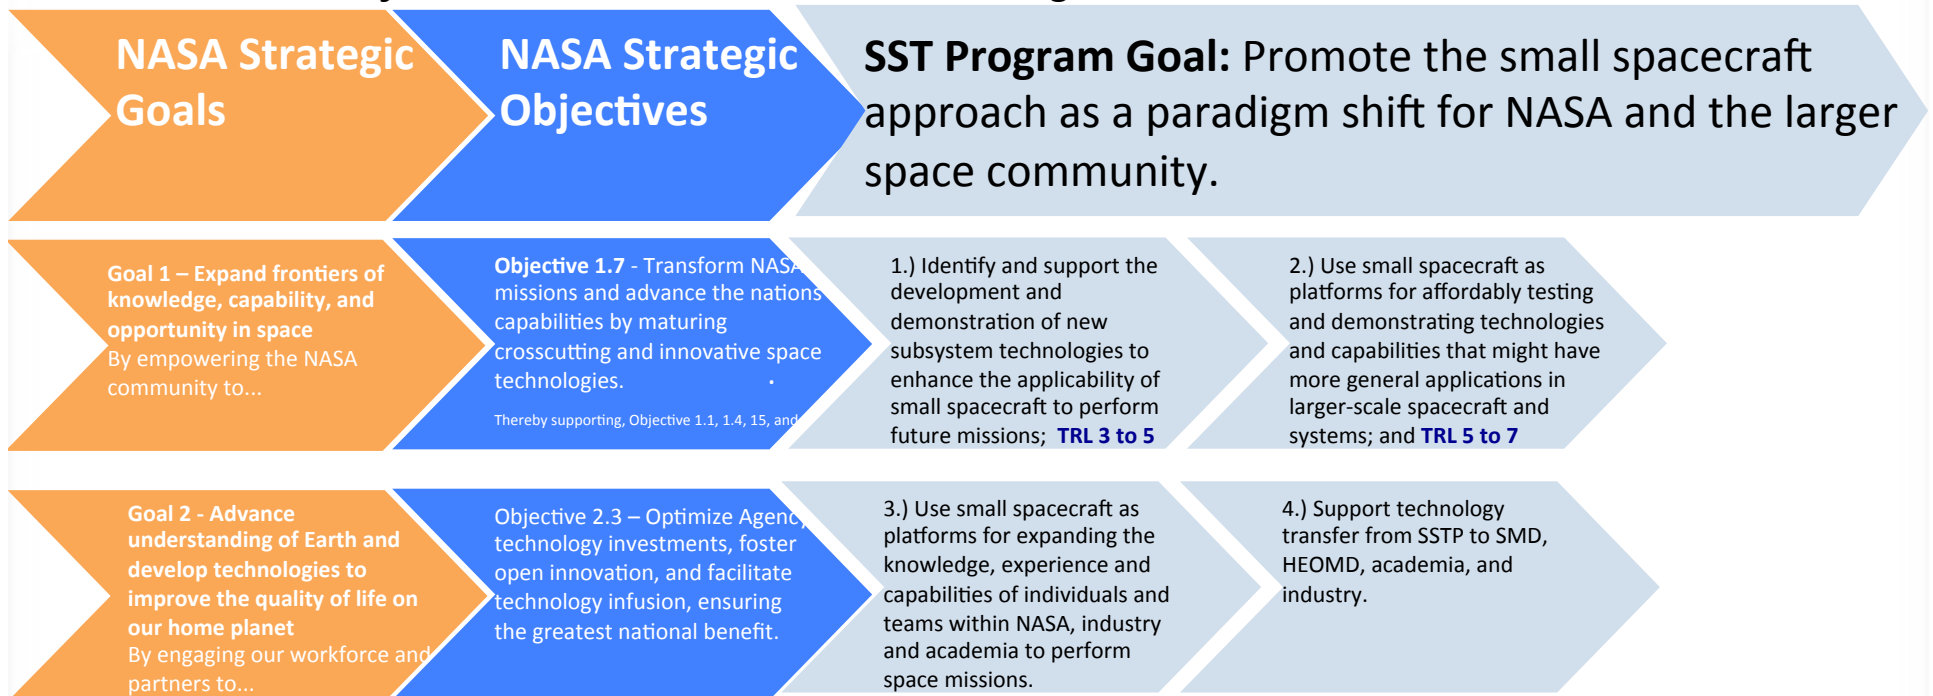 NASA Strategic
Goals
NASA Strategic
Objectives
SST Program Goal: Promote the small spacecraft
approach as a paradigm shift for NASA and the larger
space community.
Goal 1 – Expand frontiers of
knowledge, capability, and
opportunity in space
By empowering the NASA
community to...
Objective 1.7 - Transform NASA
missions and advance the nations
capabilities by maturing
crosscutting and innovative space
technologies.
Thereby supporting, Objective 1.1, 1.4, 15, and
1.) Identify and support the
development and
demonstration of new
subsystem technologies to
enhance the applicability of
small spacecraft to perform
future missions; TRL 3 to 5
2.) Use small spacecraft as
platforms for affordably testing
and demonstrating technologies
and capabilities that might have
more general applications in
larger-scale spacecraft and
systems; and TRL 5 to 7
Goal 2 - Advance
understanding of Earth and
develop technologies to
improve the quality of life on
our home planet
By engaging our workforce and
partners to...
Objective 2.3 – Optimize Agency
technology investments, foster
open innovation, and facilitate
technology infusion, ensuring
the greatest national benefit.
3.) Use small spacecraft as
platforms for expanding the
knowledge, experience and
capabilities of individuals and
teams within NASA, industry
and academia to perform
space missions.
4.) Support technology
transfer from SSTP to SMD,
HEOMD, academia, and
industry.